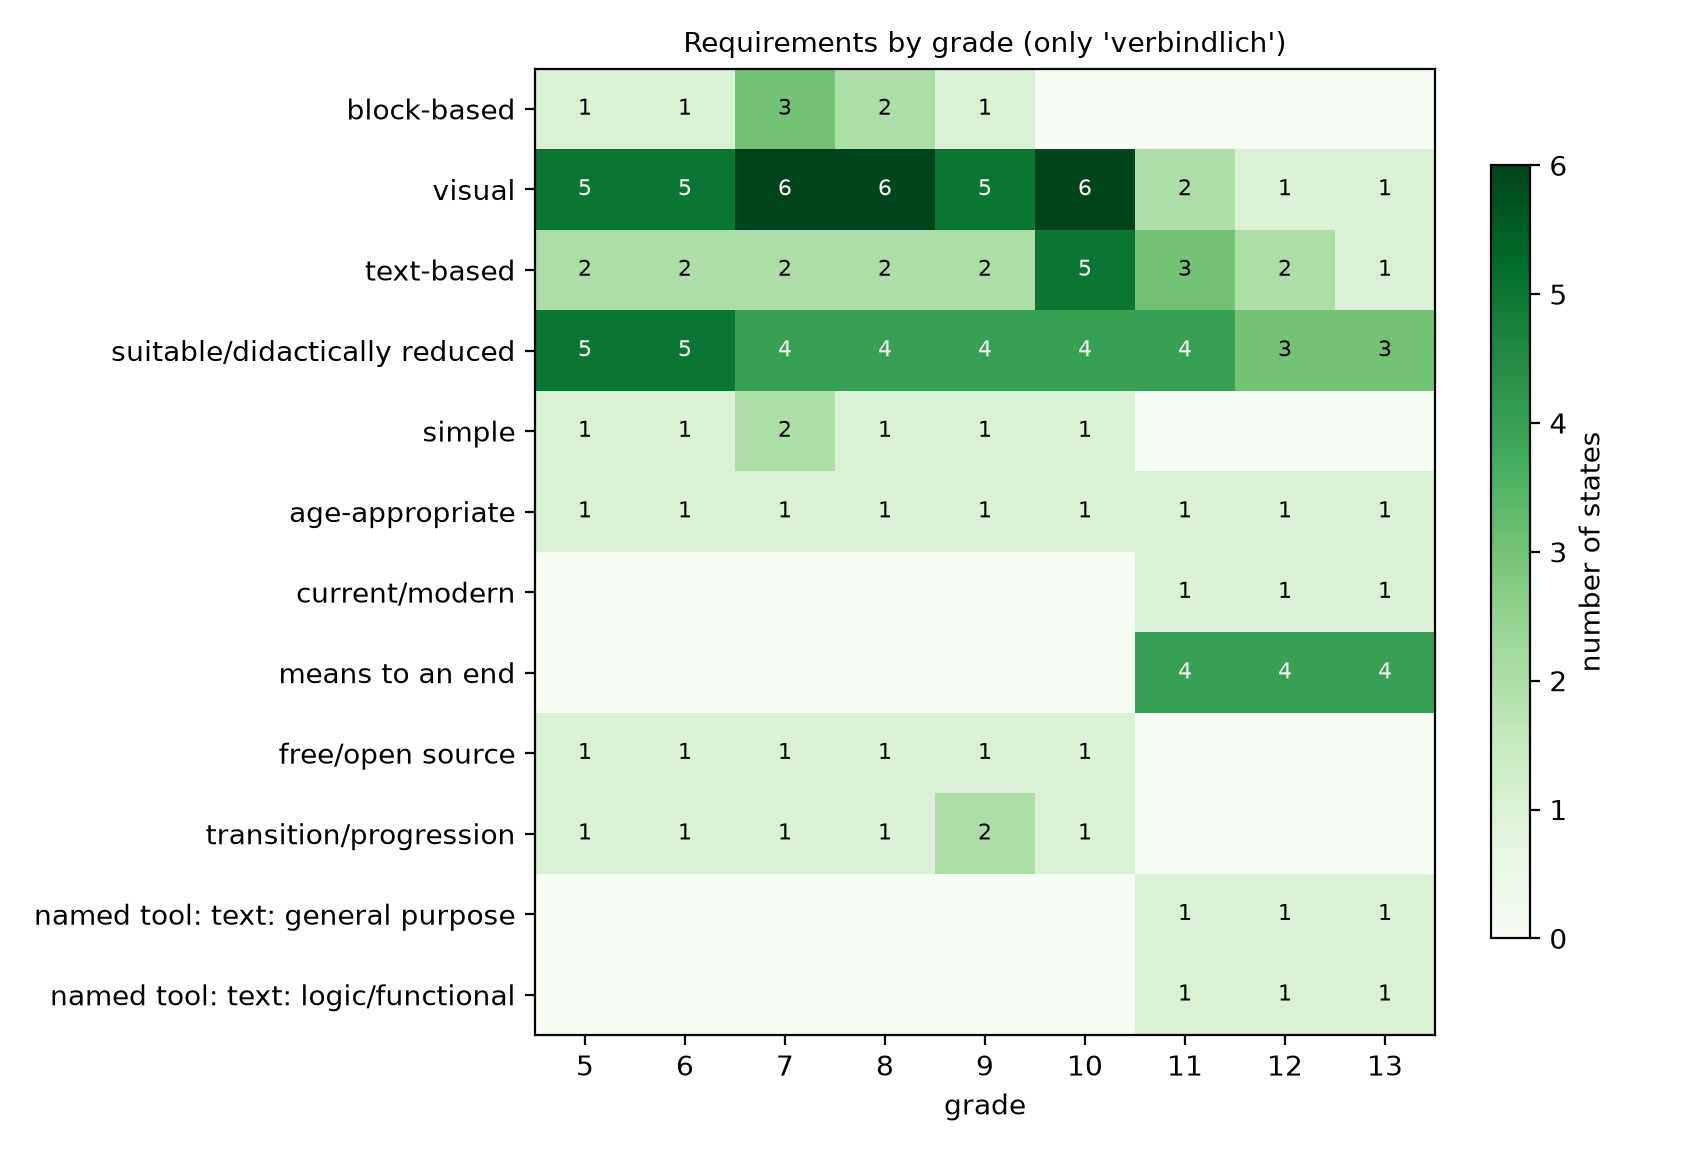 Requirements by grade (only 'verbindlich')
block-based 1 1 3 2 1
visual 5 5 6 6 5 6 2 1 1
text-based 2 2 2 2 2 5 3 2 1
suitable/didactically reduced 5 5 4 4 4 4 4 3 3
simple 1 1 2 1 1 1
age-appropriate 1 1 1 1 1 1 1 1 1
current/modern 1 1 1
means to an end 4 4 4
free/open source 1 1 1 1 1 1
transition/progression 1 1 1 1 2 1
named tool: text: general purpose 1 1 1
named tool: text: logic/functional 1 1 1
5 6 7 8 9 10 11 12 13
grade
6
5
4
3
2
1
0
number of states